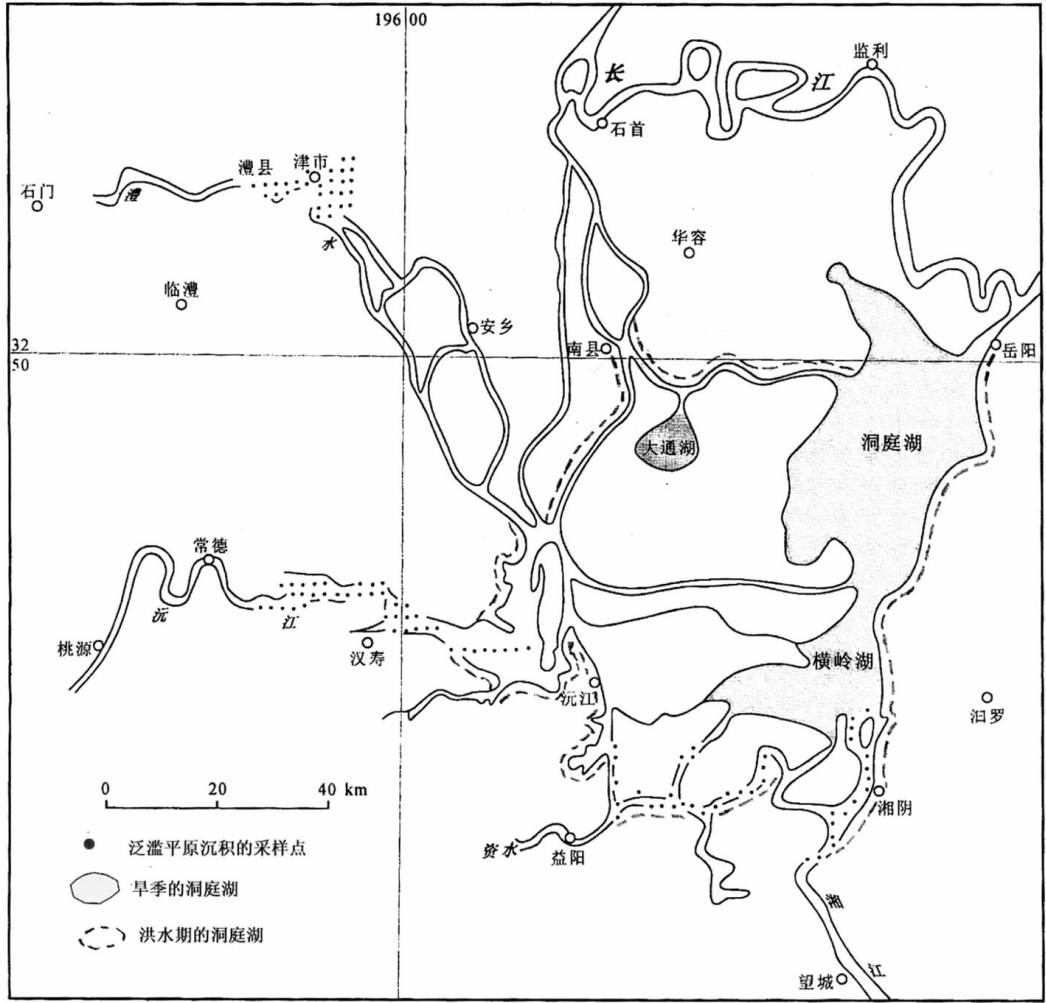 196 00
监利
长
江
石首
澧县
津市
石门
澧
水
华容
临澧
安乡
32
50
南县
岳阳
大通湖
洞庭湖
常德
沅
江
桃源
汉寿
横岭湖
沅江
汨罗
0 20 40 km
湘阴
泛滥平原沉积的采样点
资水
益阳
旱季的洞庭湖
湘
洪水期的洞庭湖
望城
江